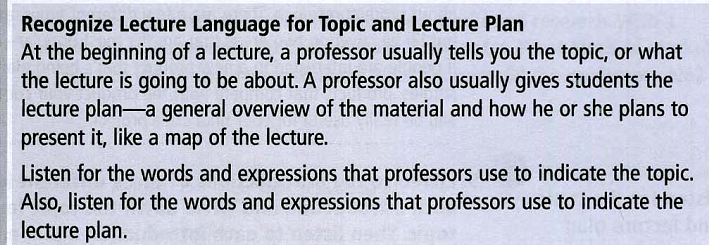 Recognize Lecture Language for Topic and Lecture Plan
At the beginning of a lecture, a professor usually tells you the topic, or what
the lecture is going to be about. A professor also usually gives students the
lecture plan—a general overview of the material and how he or she plans to
present it, like a map of the lecture.
Listen for the words and expressions that professors use to indicate the topic.
Also, listen for the words and expressions that professors use to indicate the
lecture plan.